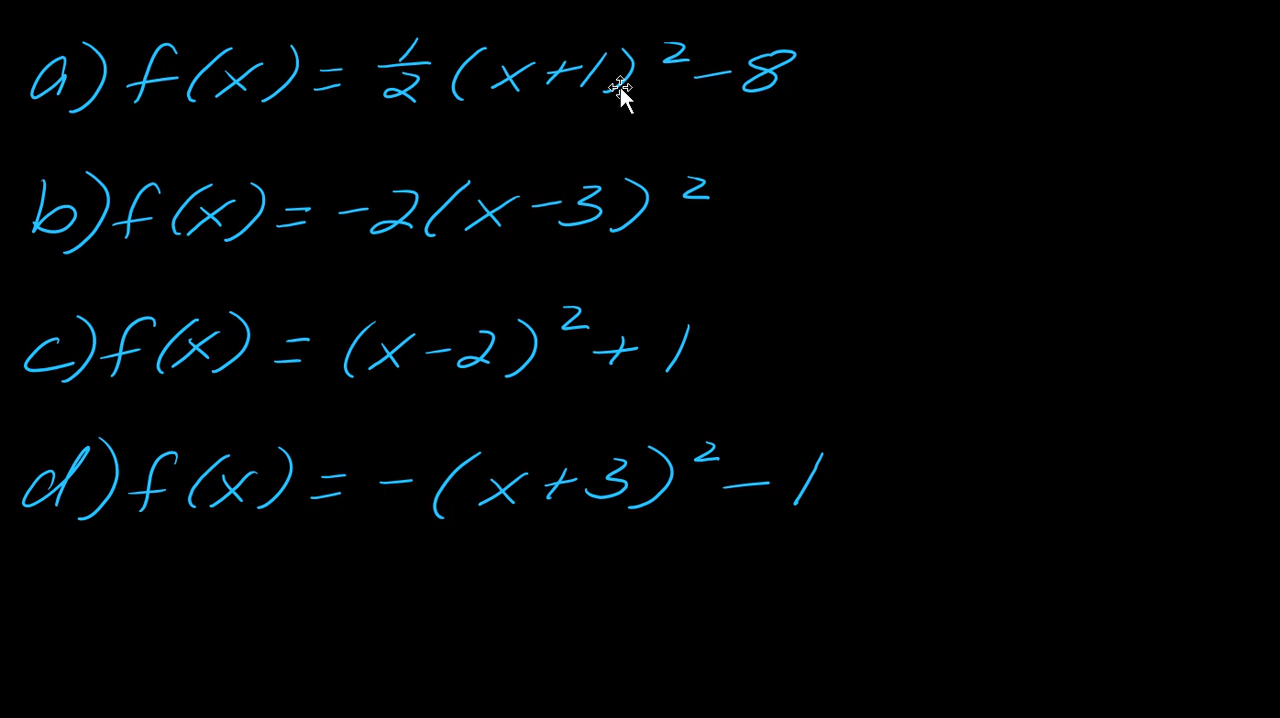 a) f(x) = 1/2 (x+1)² - 8
b) f(x) = -2(x-3)²
c) f(x) = (x-2)² + 1
d) f(x) = -(x+3)² - 1